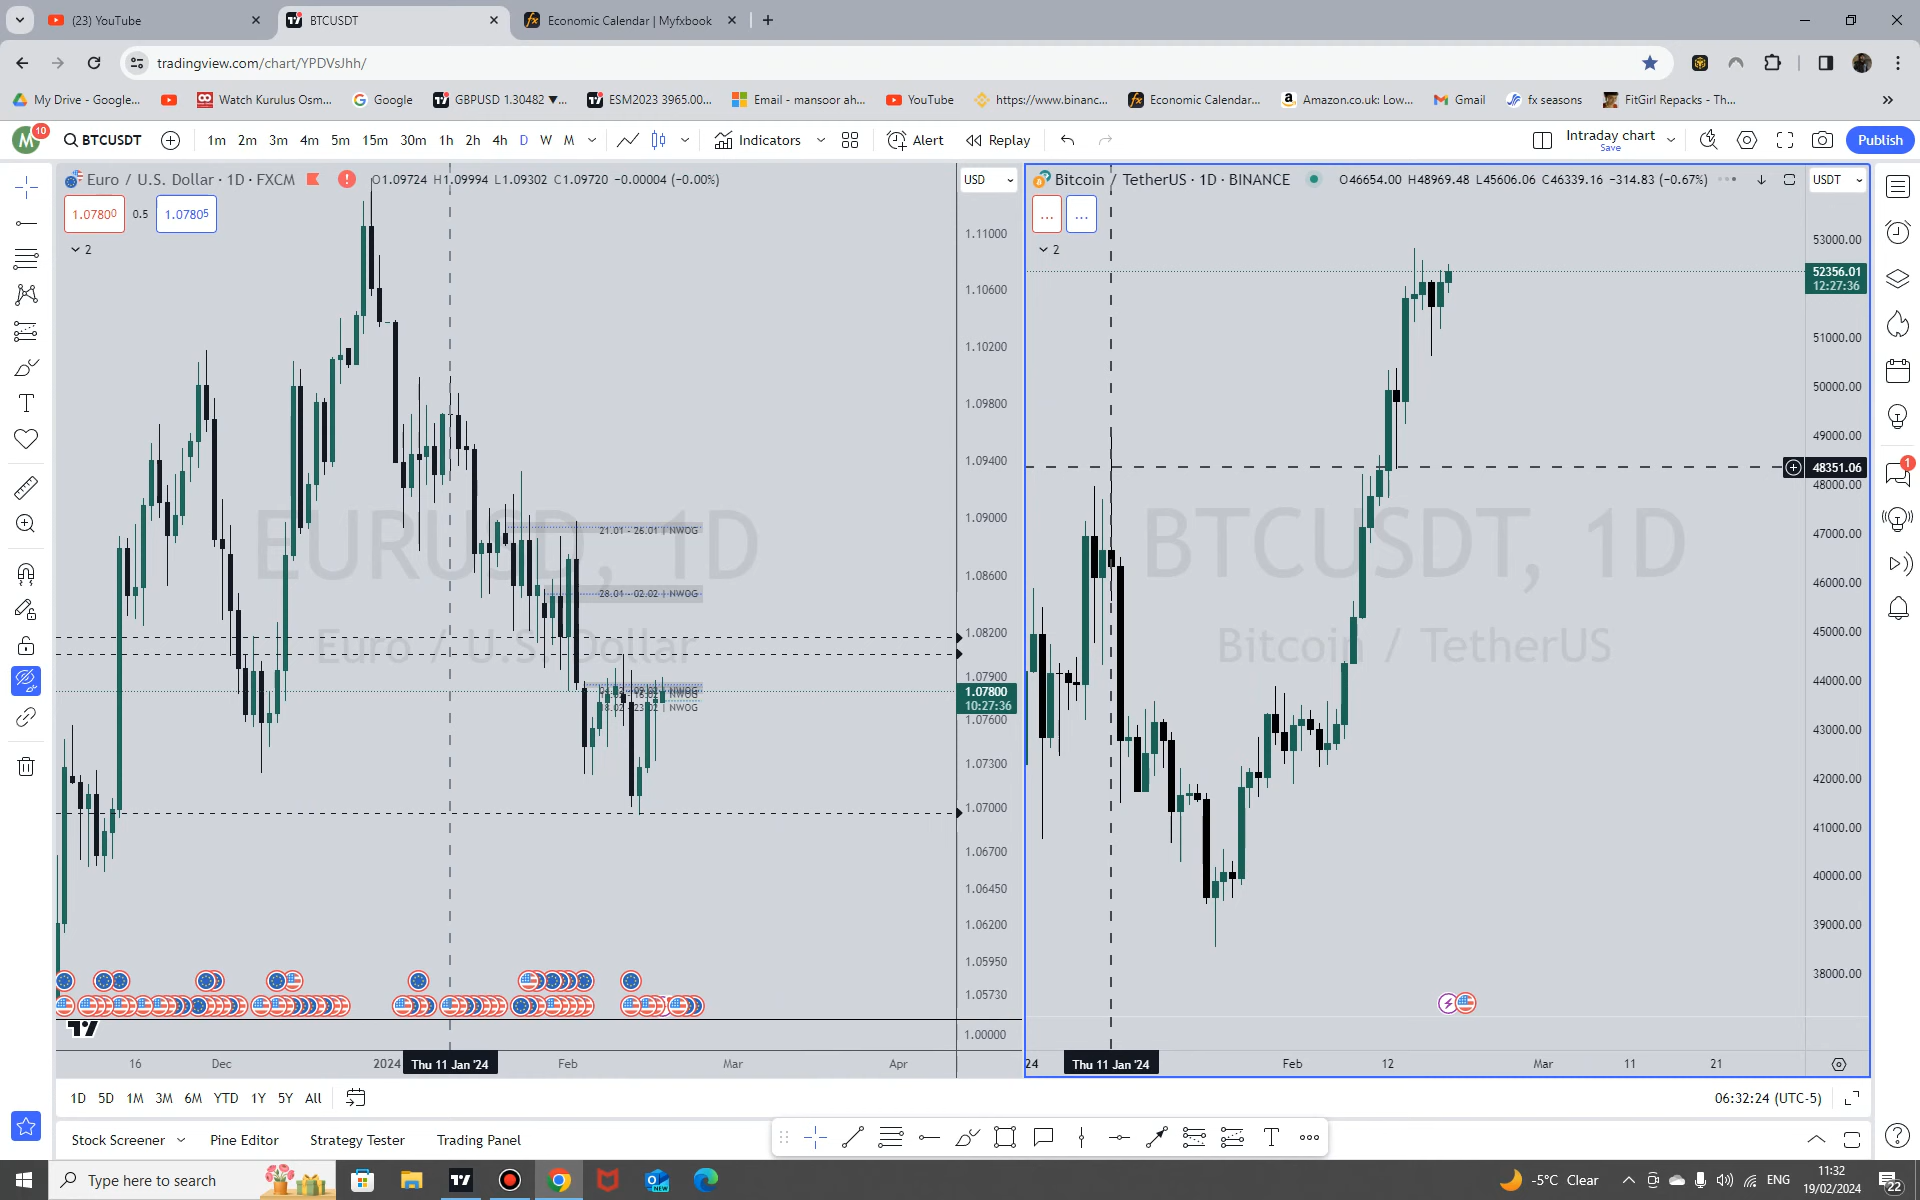 (23) YouTube
BTCUSDT
Economic Calendar | Myfxbook
tradingview.com/chart/YPDVsJhh/
My Drive - Google...
Watch Kurulus Osm...
Google
GBPUSD 1.30482 ▼...
ESM2023 3965.00...
Email - mansoor ah...
YouTube
https://www.binanc...
Economic Calendar...
Amazon.co.uk: Low...
Gmail
fx seasons
FitGirl Repacks - Th...
M
10
BTCUSDT
1m 2m 3m 4m 5m 15m 30m 1h 2h 4h D W M
Indicators
Alert
Replay
Intraday chart
Save
Publish
Euro / U.S. Dollar · 1D · FXCM
O1.09724 H1.09994 L1.09302 C1.09720 −0.00004 (−0.00%)
USD
1.07800
0.5
1.07805
2
EURUSD, 1D
Euro / U.S. Dollar
21.01 - 26.01 | NWOG
28.01 - 02.02 | NWOG
18.02 - 23.02 | NWOG
1.11000
1.10600
1.10200
1.09800
1.09400
1.09000
1.08600
1.08200
1.07900
1.07800
10:27:36
1.07600
1.07300
1.07000
1.06700
1.06450
1.06200
1.05950
1.05730
1.00000
16 Dec 2024 Thu 11 Jan '24 Feb Mar Apr
Bitcoin / TetherUS · 1D · BINANCE
O46654.00 H48969.48 L45606.06 C46339.16 −314.83 (−0.67%)
USDT
...
...
2
BTCUSDT, 1D
Bitcoin / TetherUS
53000.00
52356.01
12:27:36
51000.00
50000.00
49000.00
48351.06
48000.00
47000.00
46000.00
45000.00
44000.00
43000.00
42000.00
41000.00
40000.00
39000.00
38000.00
24 Thu 11 Jan '24 Feb 12 Mar 11 21
1
1D 5D 1M 3M 6M YTD 1Y 5Y All
06:32:24 (UTC-5)
Stock Screener
Pine Editor
Strategy Tester
Trading Panel
Type here to search
-5°C Clear
ENG
11:32
19/02/2024
22